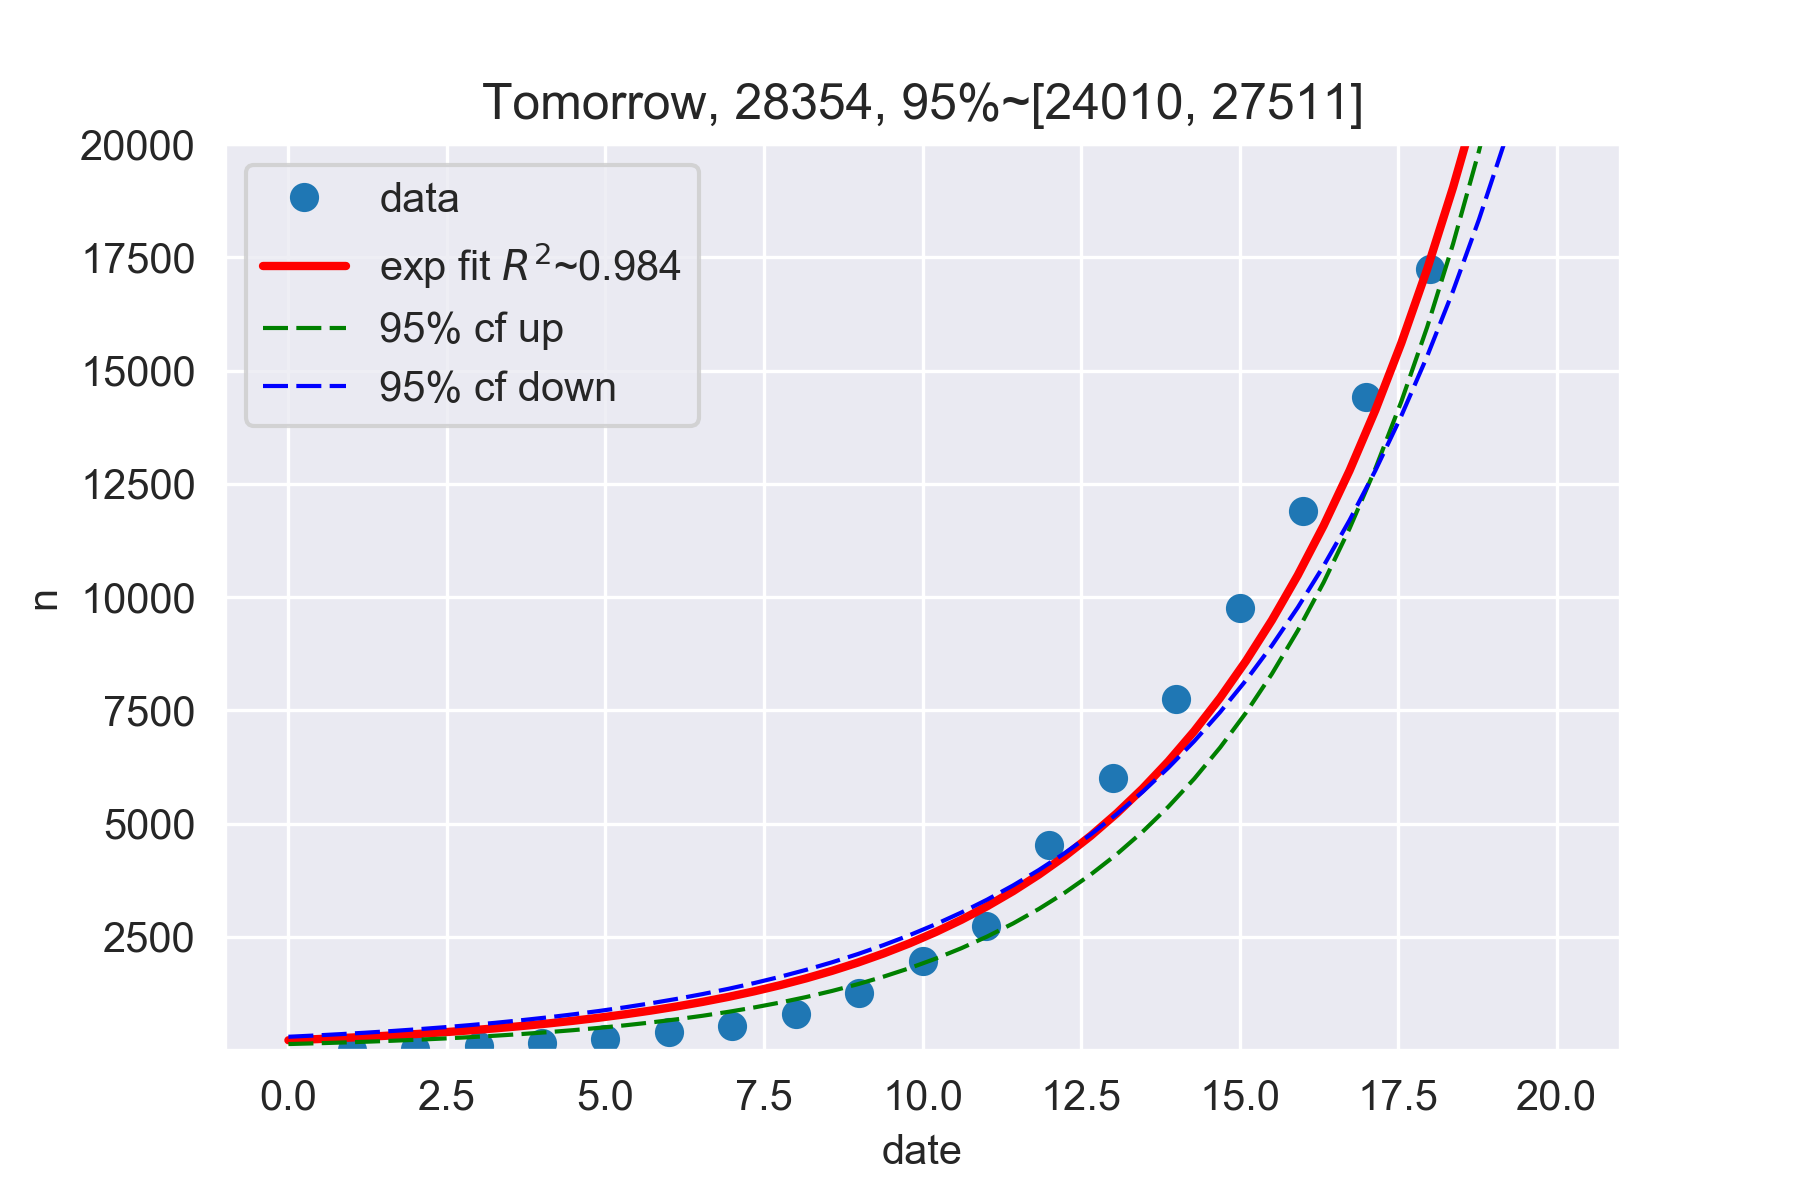 Tomorrow, 28354, 95%~[24010, 27511]
20000
17500
15000
12500
10000
7500
5000
2500
n
data
exp fit R²~0.984
95% cf up
95% cf down
0.0 2.5 5.0 7.5 10.0 12.5 15.0 17.5 20.0
date